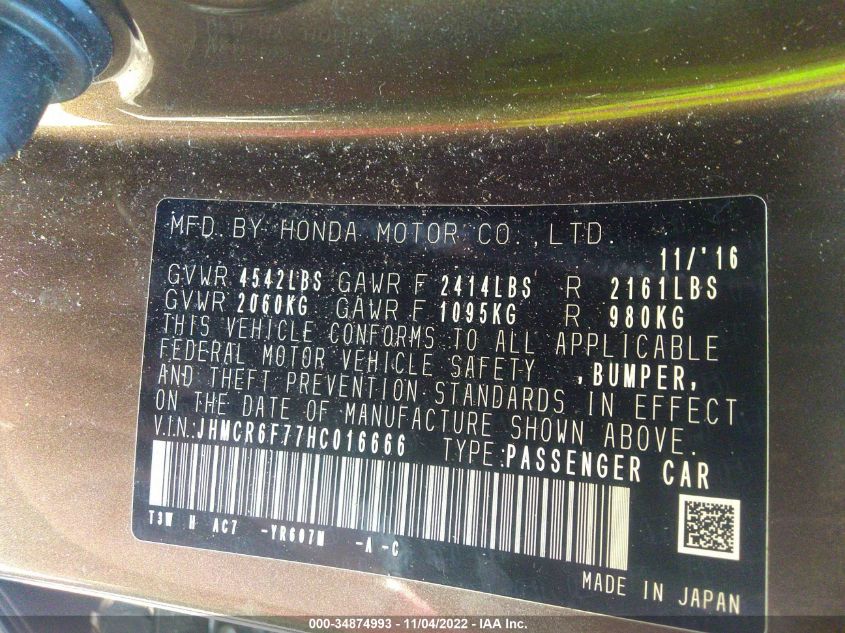 MFD. BY HONDA MOTOR CO., LTD.
11/'16
GVWR 4542LBS GAWR F 2414LBS R 2161LBS
GVWR 2060KG GAWR F 1095KG R 980KG
THIS VEHICLE CONFORMS TO ALL APPLICABLE
FEDERAL MOTOR VEHICLE SAFETY , BUMPER,
AND THEFT PREVENTION STANDARDS IN EFFECT
ON THE DATE OF MANUFACTURE SHOWN ABOVE.
V.I.N.: JHMCR6F77HC016666 TYPE: PASSENGER CAR
T3W H AC7 -YR607M -A -C
MADE IN JAPAN
000-34874993 - 11/04/2022 - IAA Inc.